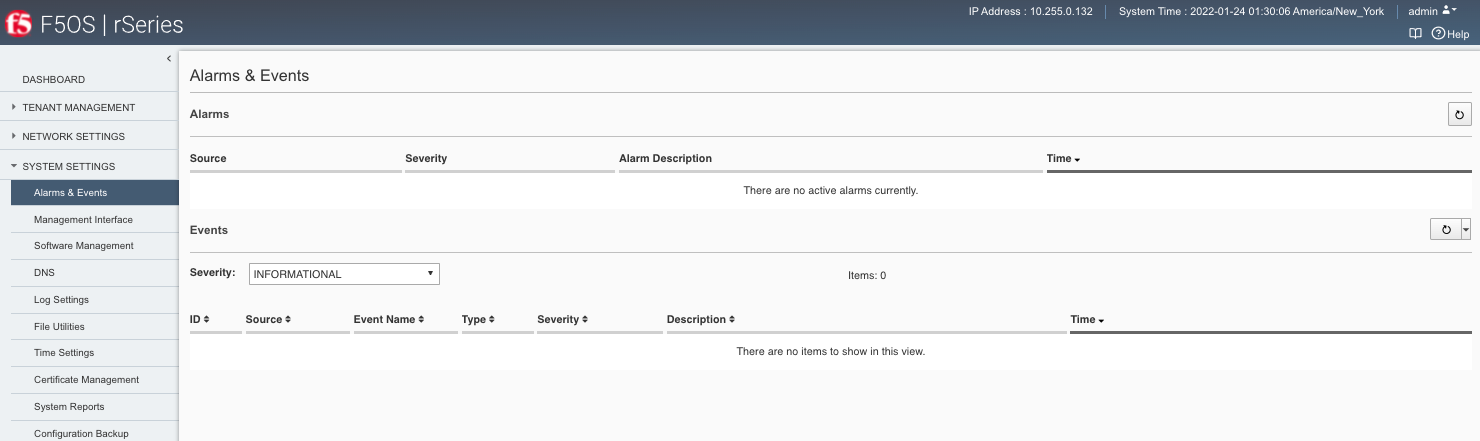 IP Address : 10.255.0.132 System Time : 2022-01-24 01:30:06 America/New_York admin
f5 F5OS | rSeries
Help
DASHBOARD
TENANT MANAGEMENT
NETWORK SETTINGS
SYSTEM SETTINGS
Alarms & Events
Management Interface
Software Management
DNS
Log Settings
File Utilities
Time Settings
Certificate Management
System Reports
Configuration Backup
Alarms & Events
Alarms
Source Severity Alarm Description Time
There are no active alarms currently.
Events
Severity: INFORMATIONAL Items: 0
ID Source Event Name Type Severity Description Time
There are no items to show in this view.